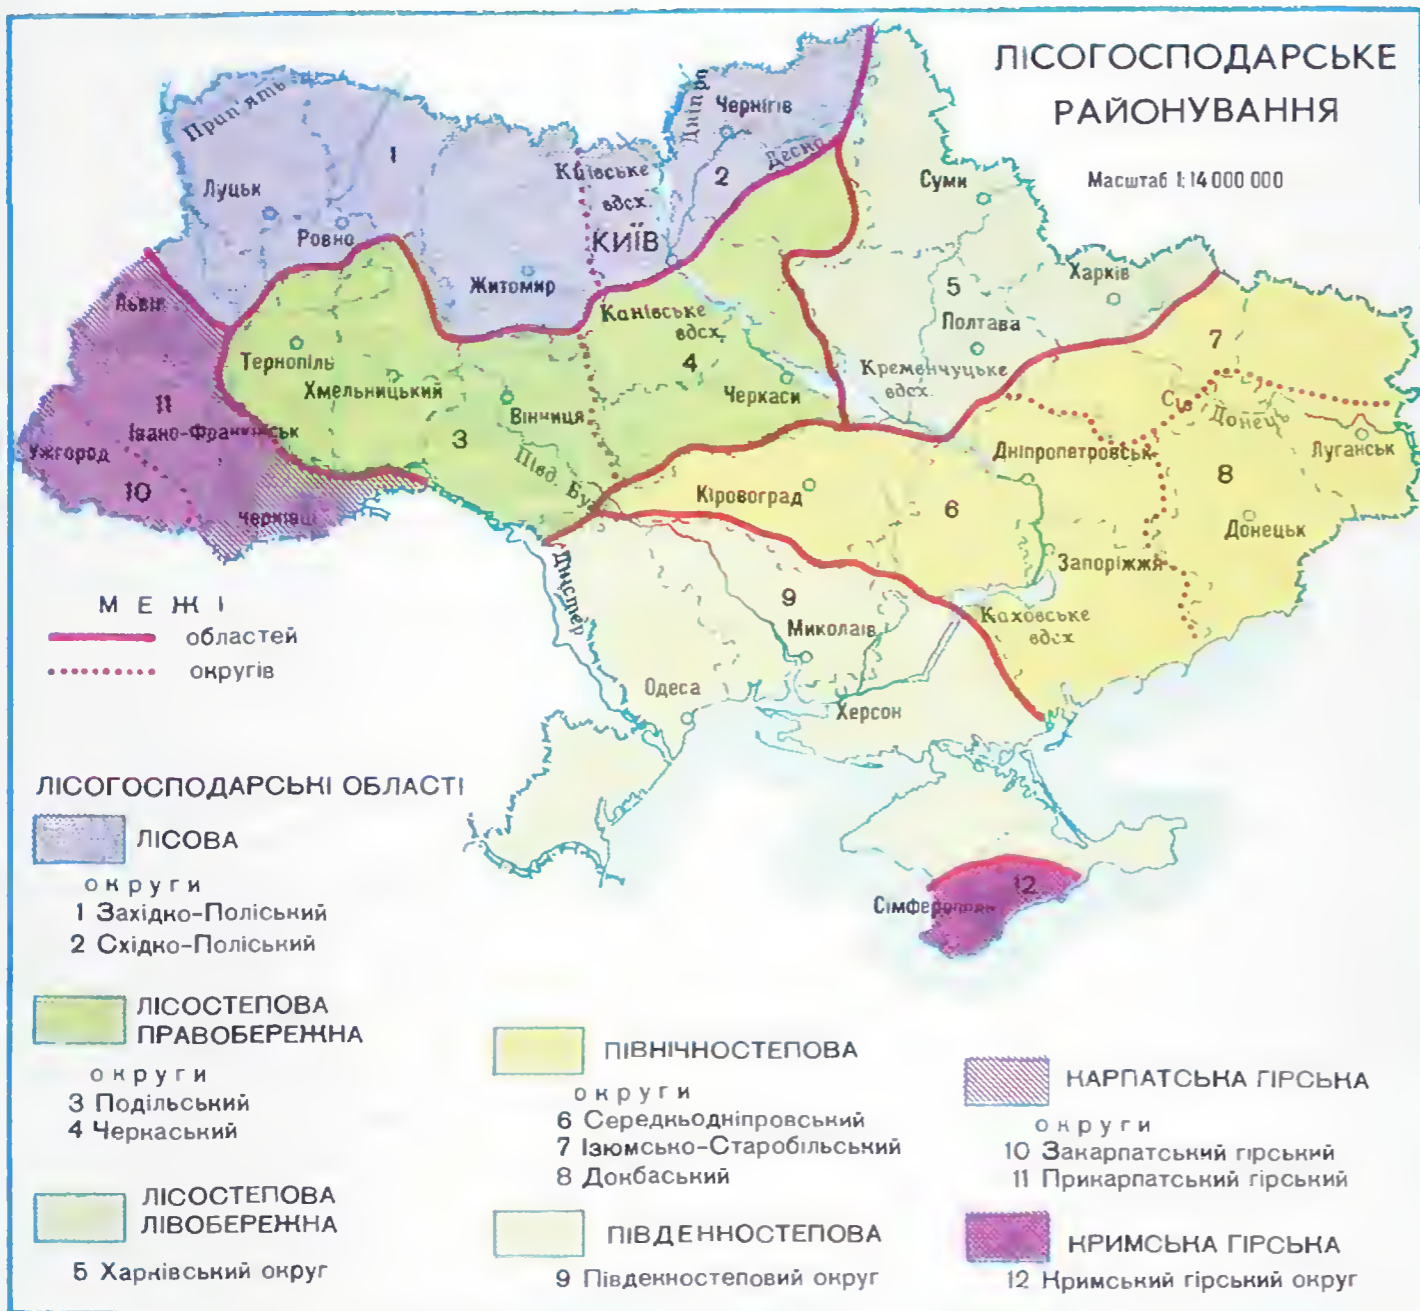 ЛІСОГОСПОДАРСЬКЕ
РАЙОНУВАННЯ
Масштаб 1:14 000 000
Прип'ять
Дніпро
Чернігів
1
Київське
вдсх.
2
Десна
Луцьк
Суми
Ровно
КИЇВ
Житомир
Харків
5
Львів
Канівське
вдсх.
Полтава
7
Тернопіль
4
Кременчуцьке
вдсх.
Хмельницький
Черкаси
Сів
Донець
11
Вінниця
Івано-Франківськ
3
Дніпропетровськ
Луганськ
Ужгород
Півд. Буг
10
Кіровоград
6
8
Чернівці
Донецьк
Дністер
Запоріжжя
МЕЖІ
9
Каховське
вдсх
областей
Миколаїв
округів
Одеса
Херсон
12
Сімферополь
ЛІСОГОСПОДАРСЬКІ ОБЛАСТІ
ЛІСОВА
округи
1 Західко-Поліський
2 Східко-Поліський
ЛІСОСТЕПОВА
ПРАВОБЕРЕЖНА
округи
3 Подільський
4 Черкаський
ЛІСОСТЕПОВА
ЛІВОБЕРЕЖНА
5 Харківський округ
ПІВНІЧНОСТЕПОВА
округи
6 Середньодніпровський
7 Ізюмсько-Старобільський
8 Докбаський
ПІВДЕННОСТЕПОВА
9 Південностеповий округ
КАРПАТСЬКА ГІРСЬКА
округи
10 Закарпатський гірський
11 Прикарпатський гірський
КРИМСЬКА ГІРСЬКА
12 Кримський гірський округ